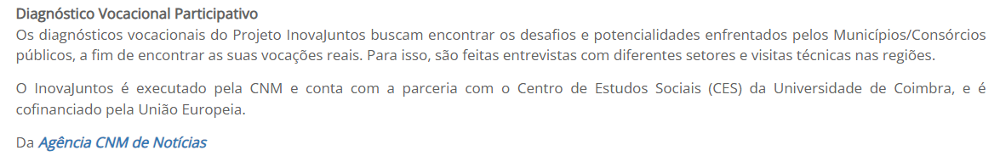 Diagnóstico Vocacional Participativo
Os diagnósticos vocacionais do Projeto InovaJuntos buscam encontrar os desafios e potencialidades enfrentados pelos Municípios/Consórcios
públicos, a fim de encontrar as suas vocações reais. Para isso, são feitas entrevistas com diferentes setores e visitas técnicas nas regiões.
O InovaJuntos é executado pela CNM e conta com a parceria com o Centro de Estudos Sociais (CES) da Universidade de Coimbra, e é
cofinanciado pela União Europeia.
Da Agência CNM de Notícias